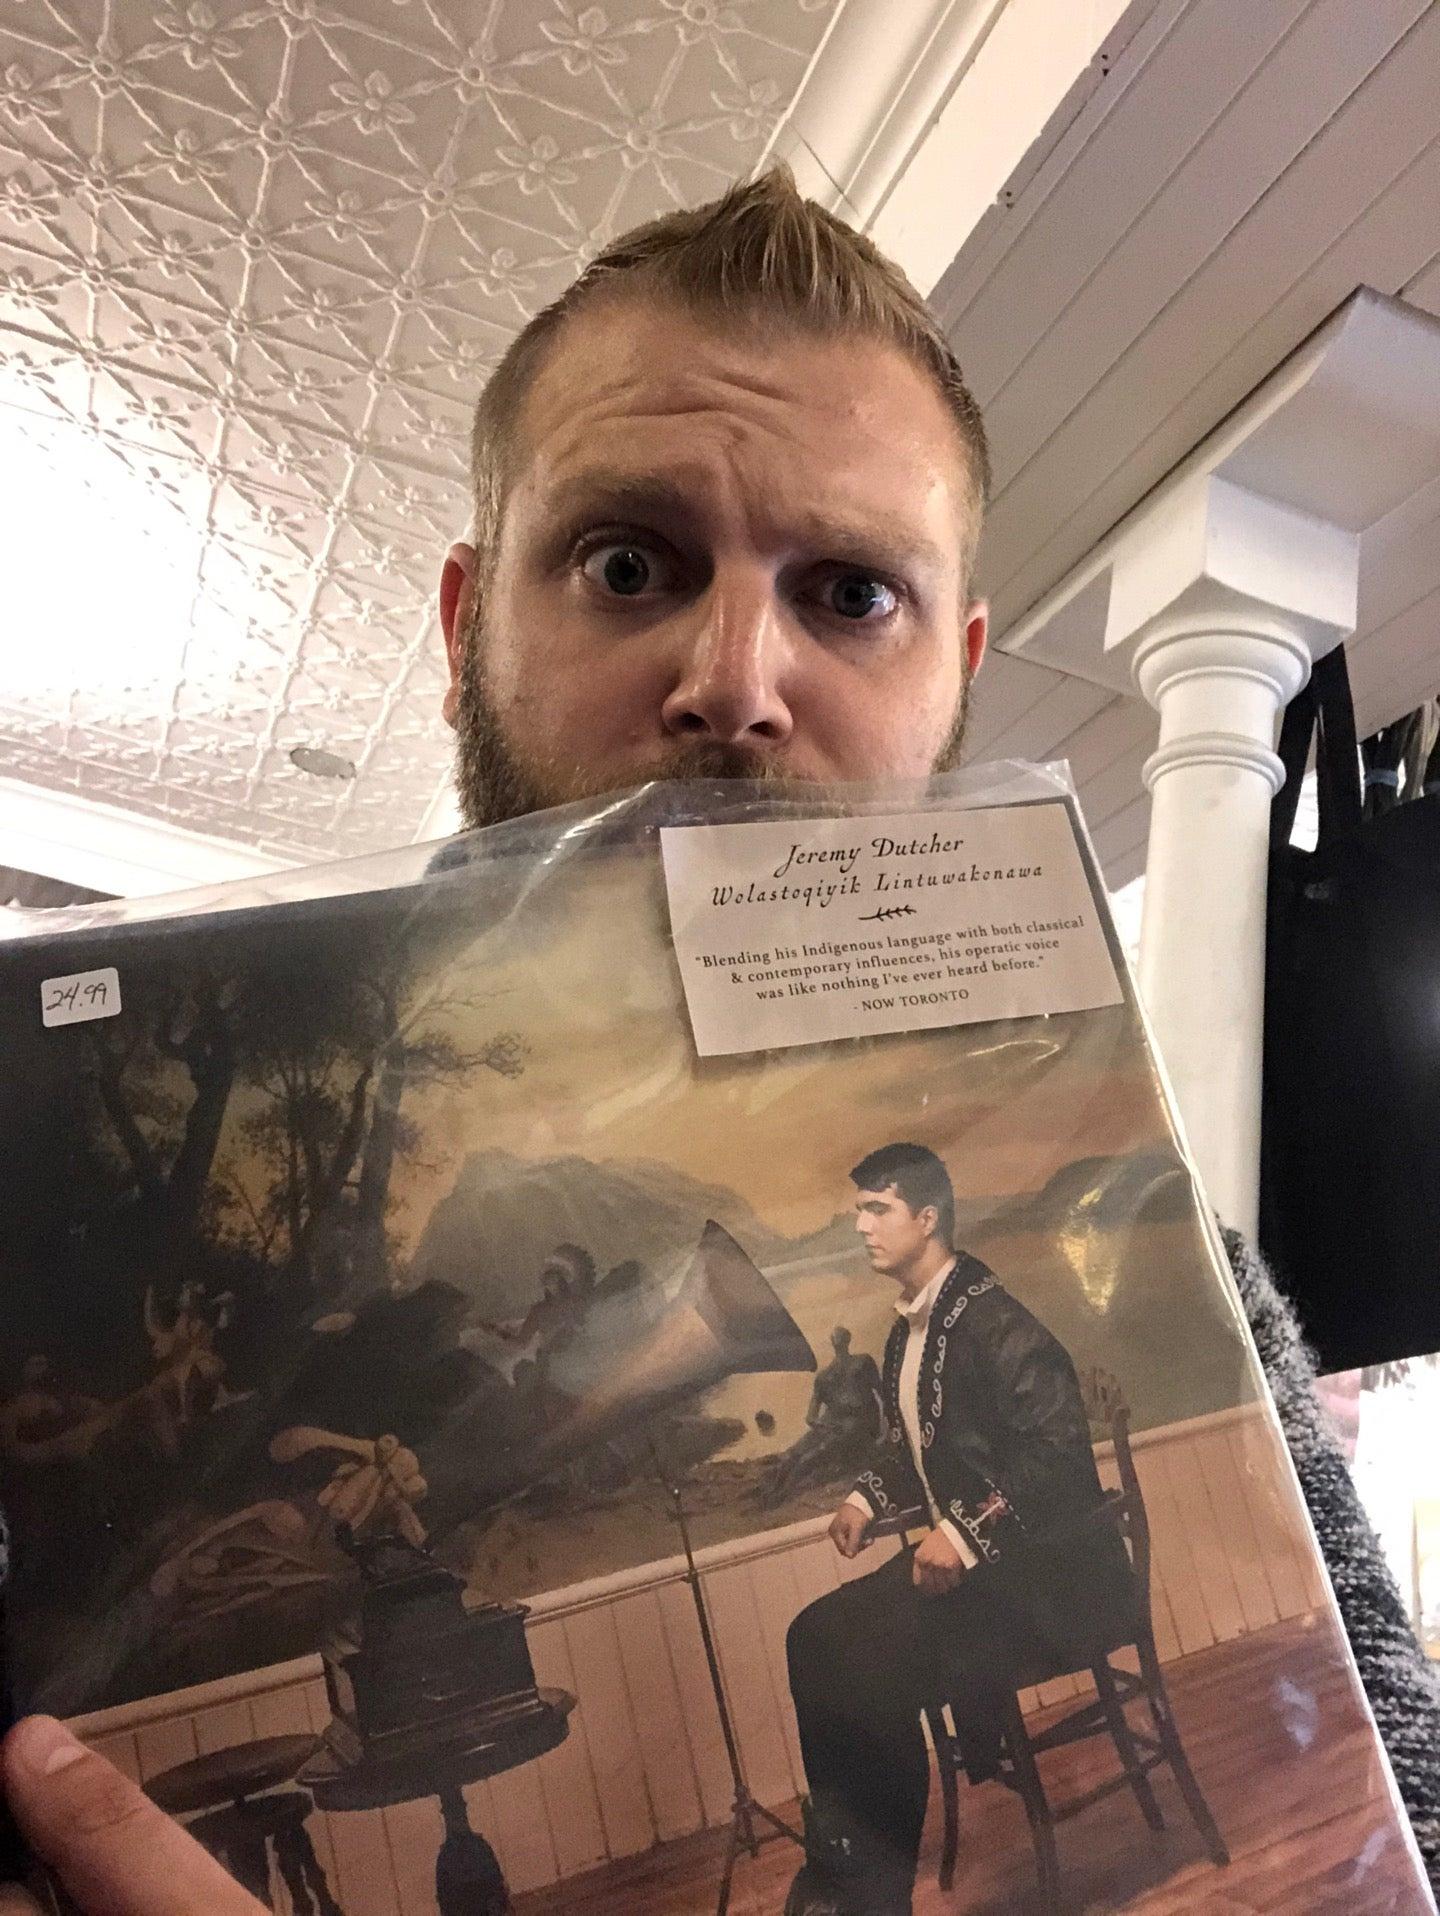 Jeremy Dutcher
Wolastoqiyik Lintuwakonawa
"Blending his Indigenous language with both classical
& contemporary influences, his operatic voice
was like nothing I've ever heard before."
- NOW TORONTO
24.99